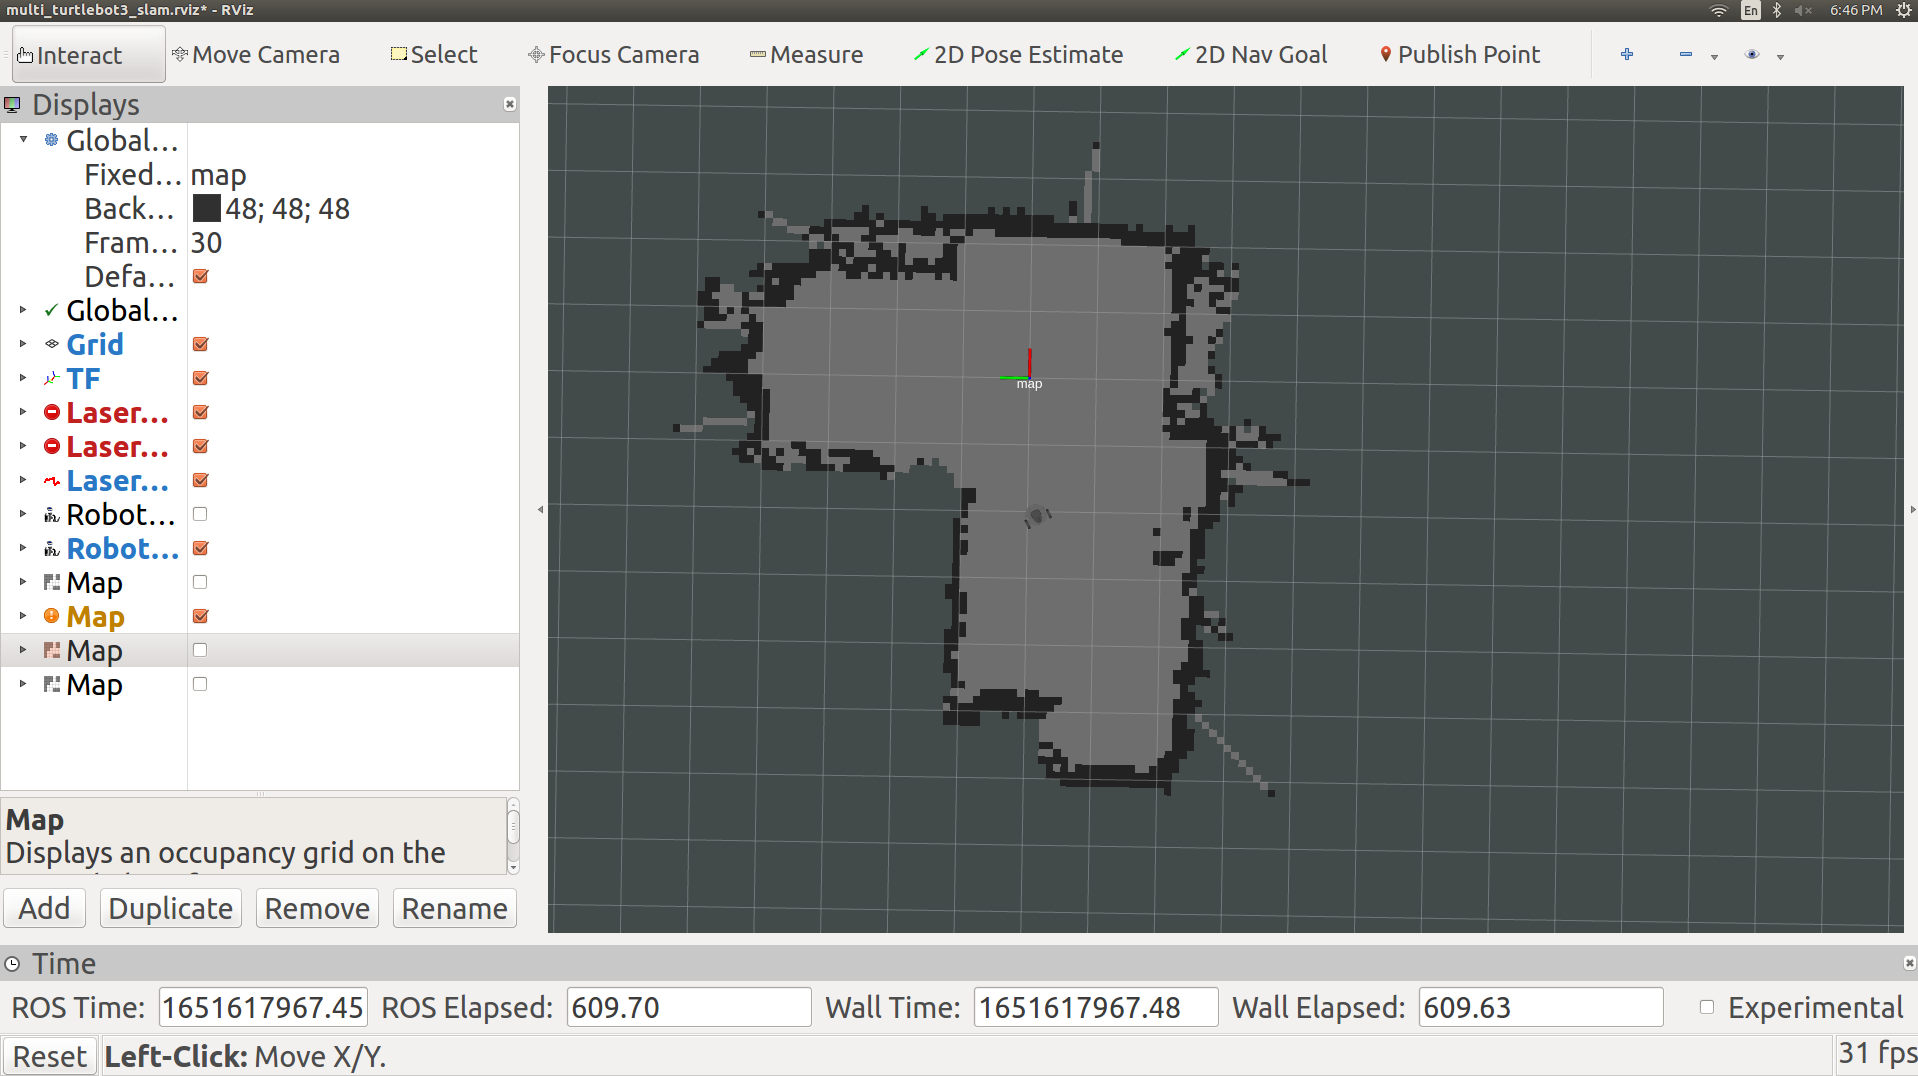 multi_turtlebot3_slam.rviz* - RViz
En
6:46 PM
Interact
Move Camera
Select
Focus Camera
Measure
2D Pose Estimate
2D Nav Goal
Publish Point
Displays
Global...
Fixed... map
Back... 48; 48; 48
Fram... 30
Defa...
Global...
Grid
TF
Laser...
Laser...
Laser...
Robot...
Robot...
Map
Map
Map
Map
map
Map
Displays an occupancy grid on the
Add
Duplicate
Remove
Rename
Time
ROS Time: 1651617967.45 ROS Elapsed: 609.70 Wall Time: 1651617967.48 Wall Elapsed: 609.63 Experimental
Reset
Left-Click: Move X/Y.
31 fps